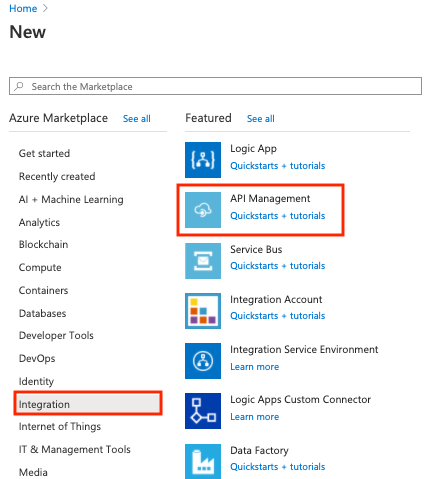 Home >
New
Search the Marketplace
Azure Marketplace See all
Get started
Recently created
AI + Machine Learning
Analytics
Blockchain
Compute
Containers
Databases
Developer Tools
DevOps
Identity
Integration
Internet of Things
IT & Management Tools
Media
Featured See all
Logic App
Quickstarts + tutorials
API Management
Quickstarts + tutorials
Service Bus
Quickstarts + tutorials
Integration Account
Quickstarts + tutorials
Integration Service Environment
Learn more
Logic Apps Custom Connector
Learn more
Data Factory
Quickstarts + tutorials